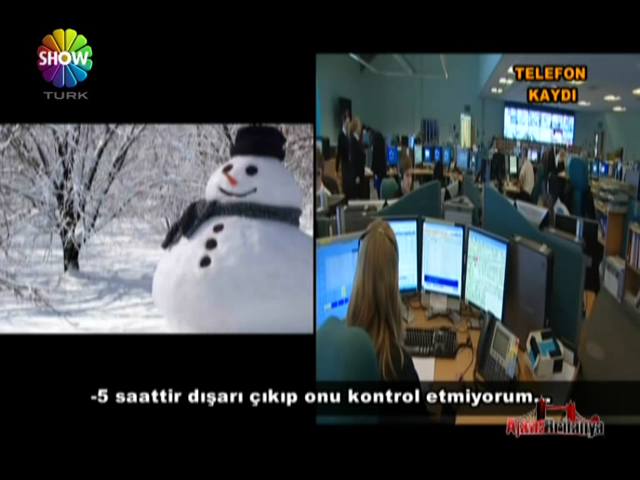 SHOW
TURK
TELEFON
KAYDI
-5 saattir dışarı çıkıp onu kontrol etmiyorum...